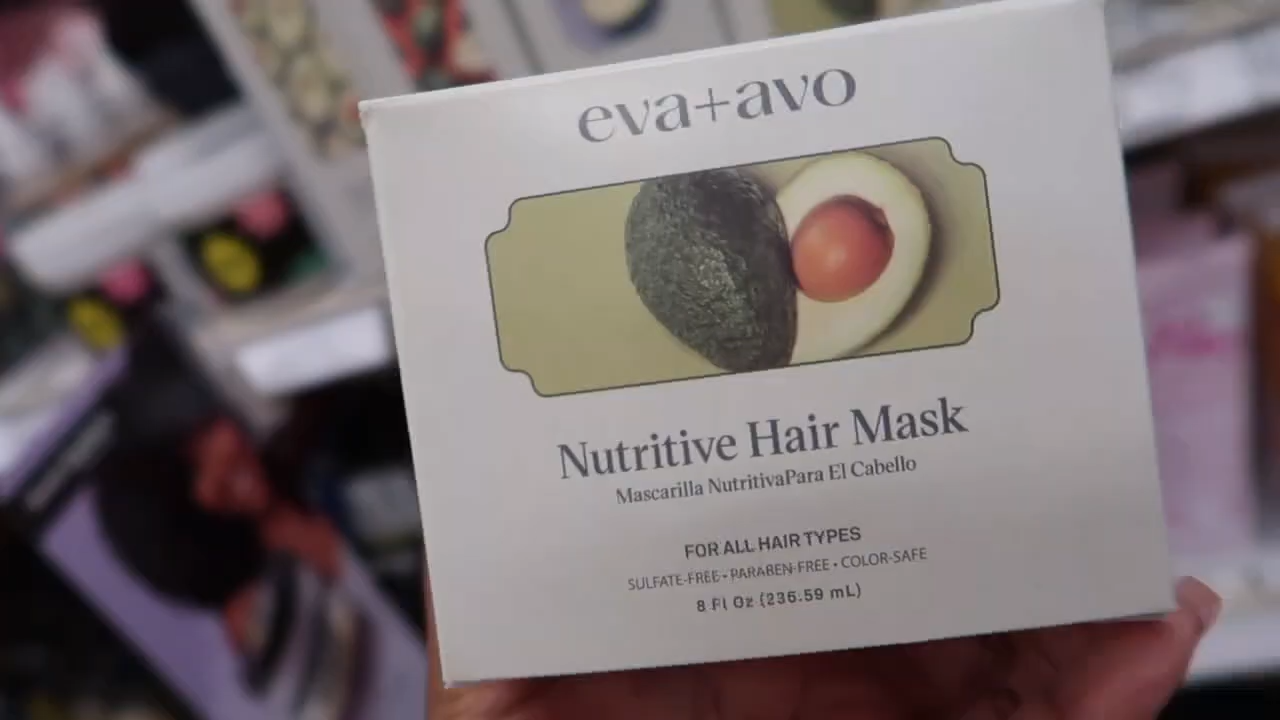 eva+avo
Nutritive Hair Mask
Mascarilla NutritivaPara El Cabello
FOR ALL HAIR TYPES
SULFATE-FREE • PARABEN-FREE • COLOR-SAFE
8 Fl Oz (236.59 mL)